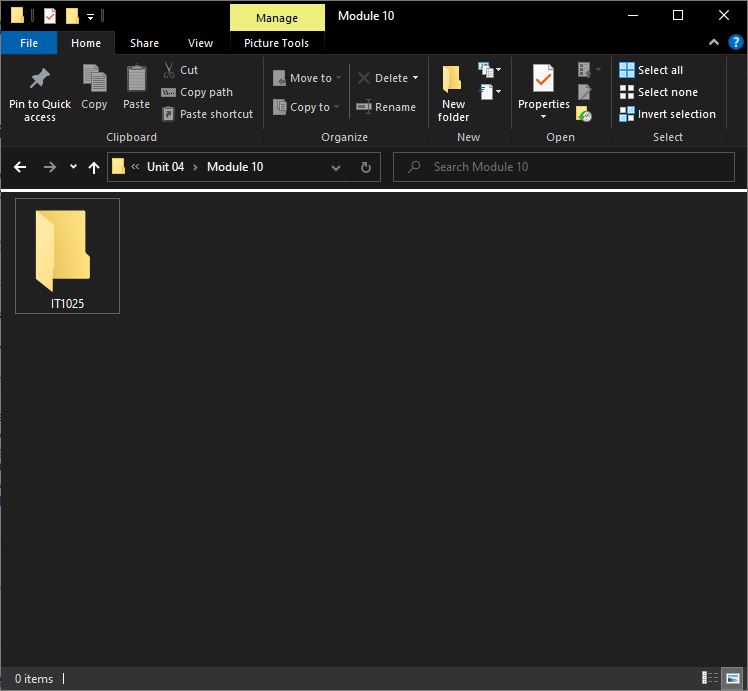 Manage
Module 10
File
Home
Share
View
Picture Tools
Pin to Quick access
Copy
Paste
Cut
Copy path
Paste shortcut
Clipboard
Move to
Copy to
Delete
Rename
Organize
New folder
New
Properties
Open
Select all
Select none
Invert selection
Select
« Unit 04 › Module 10
Search Module 10
IT1025
0 items